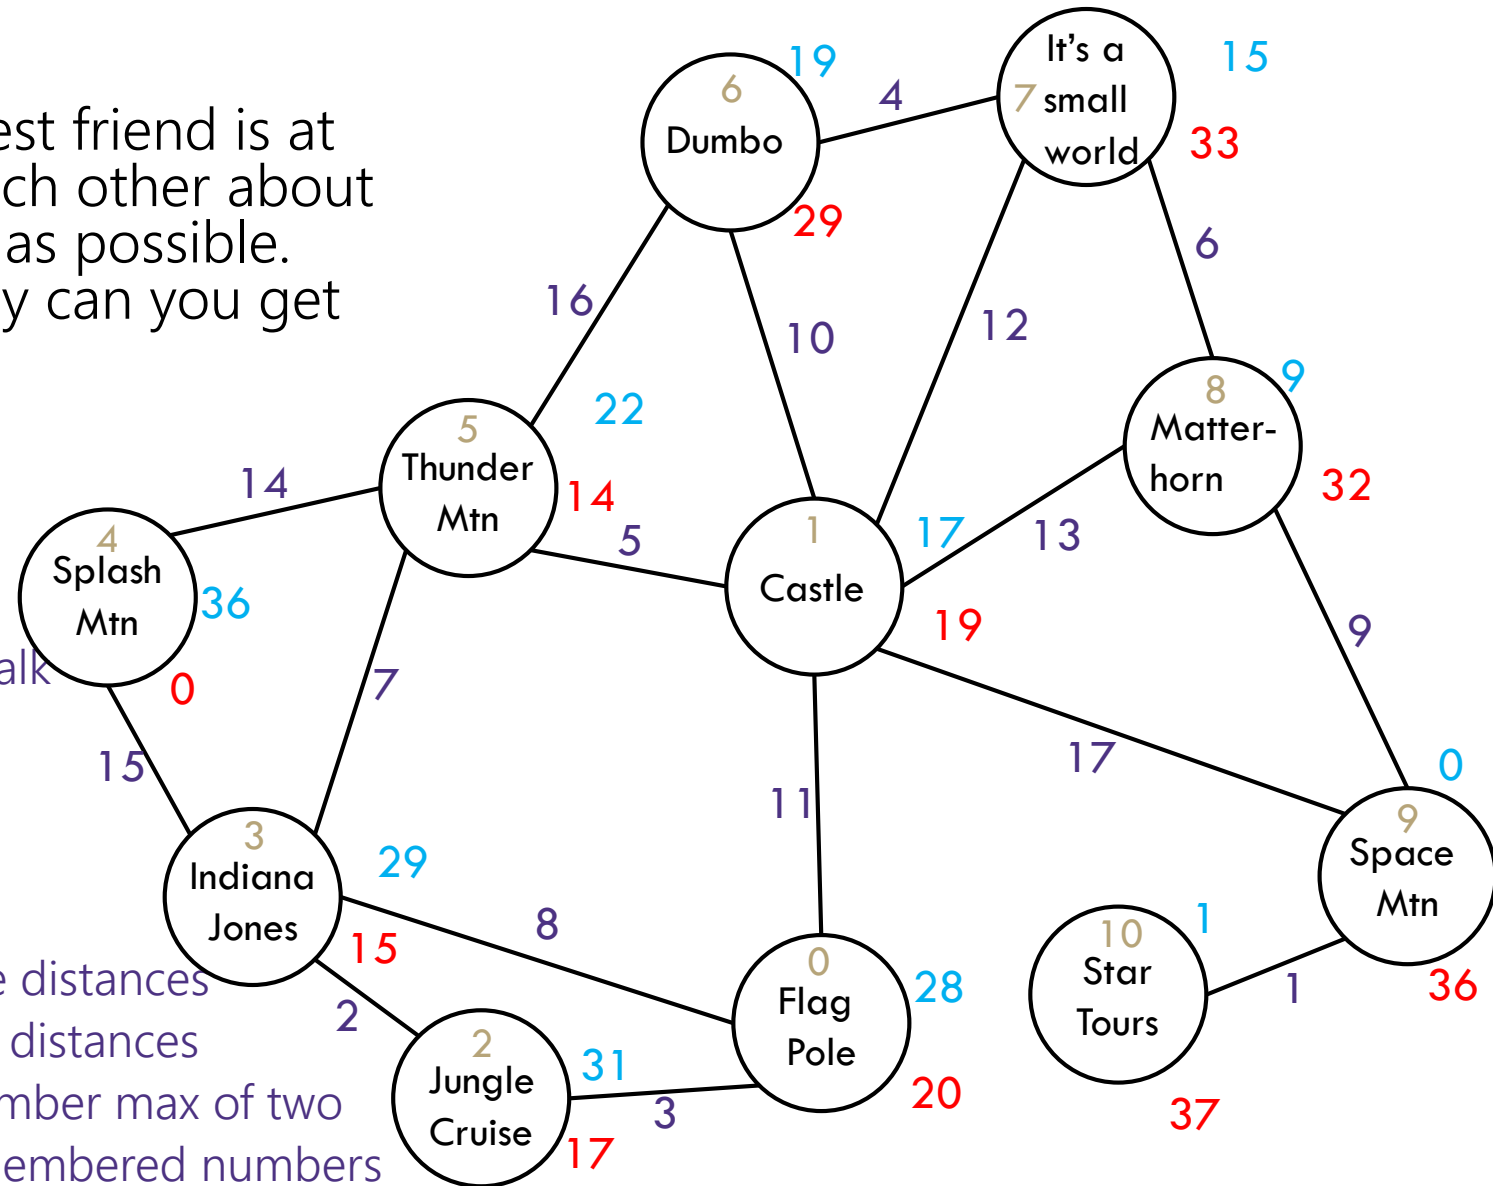 est friend is at
ch other about
as possible.
y can you get
alk
e distances
distances
mber max of two
embered numbers
6
Dumbo
19
29
4
It's a
7 small
world
15
33
16
10
12
6
22
5
Thunder
Mtn
14
14
5
8
Matter-
horn
9
32
13
1
Castle
17
19
4
Splash
Mtn
36
0
7
15
9
17
11
3
Indiana
Jones
29
15
8
2
0
Flag
Pole
28
20
2
Jungle
Cruise
31
17
3
9
Space
Mtn
0
36
10
Star
Tours
1
37
1